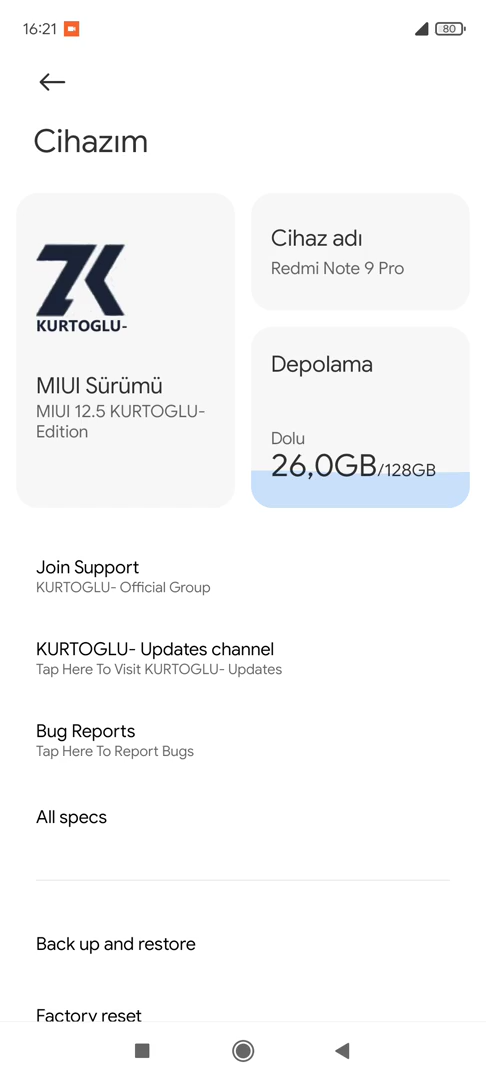 16:21
80
Cihazım
KURTOGLU-
MIUI Sürümü
MIUI 12.5 KURTOGLU-
Edition
Cihaz adı
Redmi Note 9 Pro
Depolama
Dolu
26,0GB/128GB
Join Support
KURTOGLU- Official Group
KURTOGLU- Updates channel
Tap Here To Visit KURTOGLU- Updates
Bug Reports
Tap Here To Report Bugs
All specs
Back up and restore
Factory reset